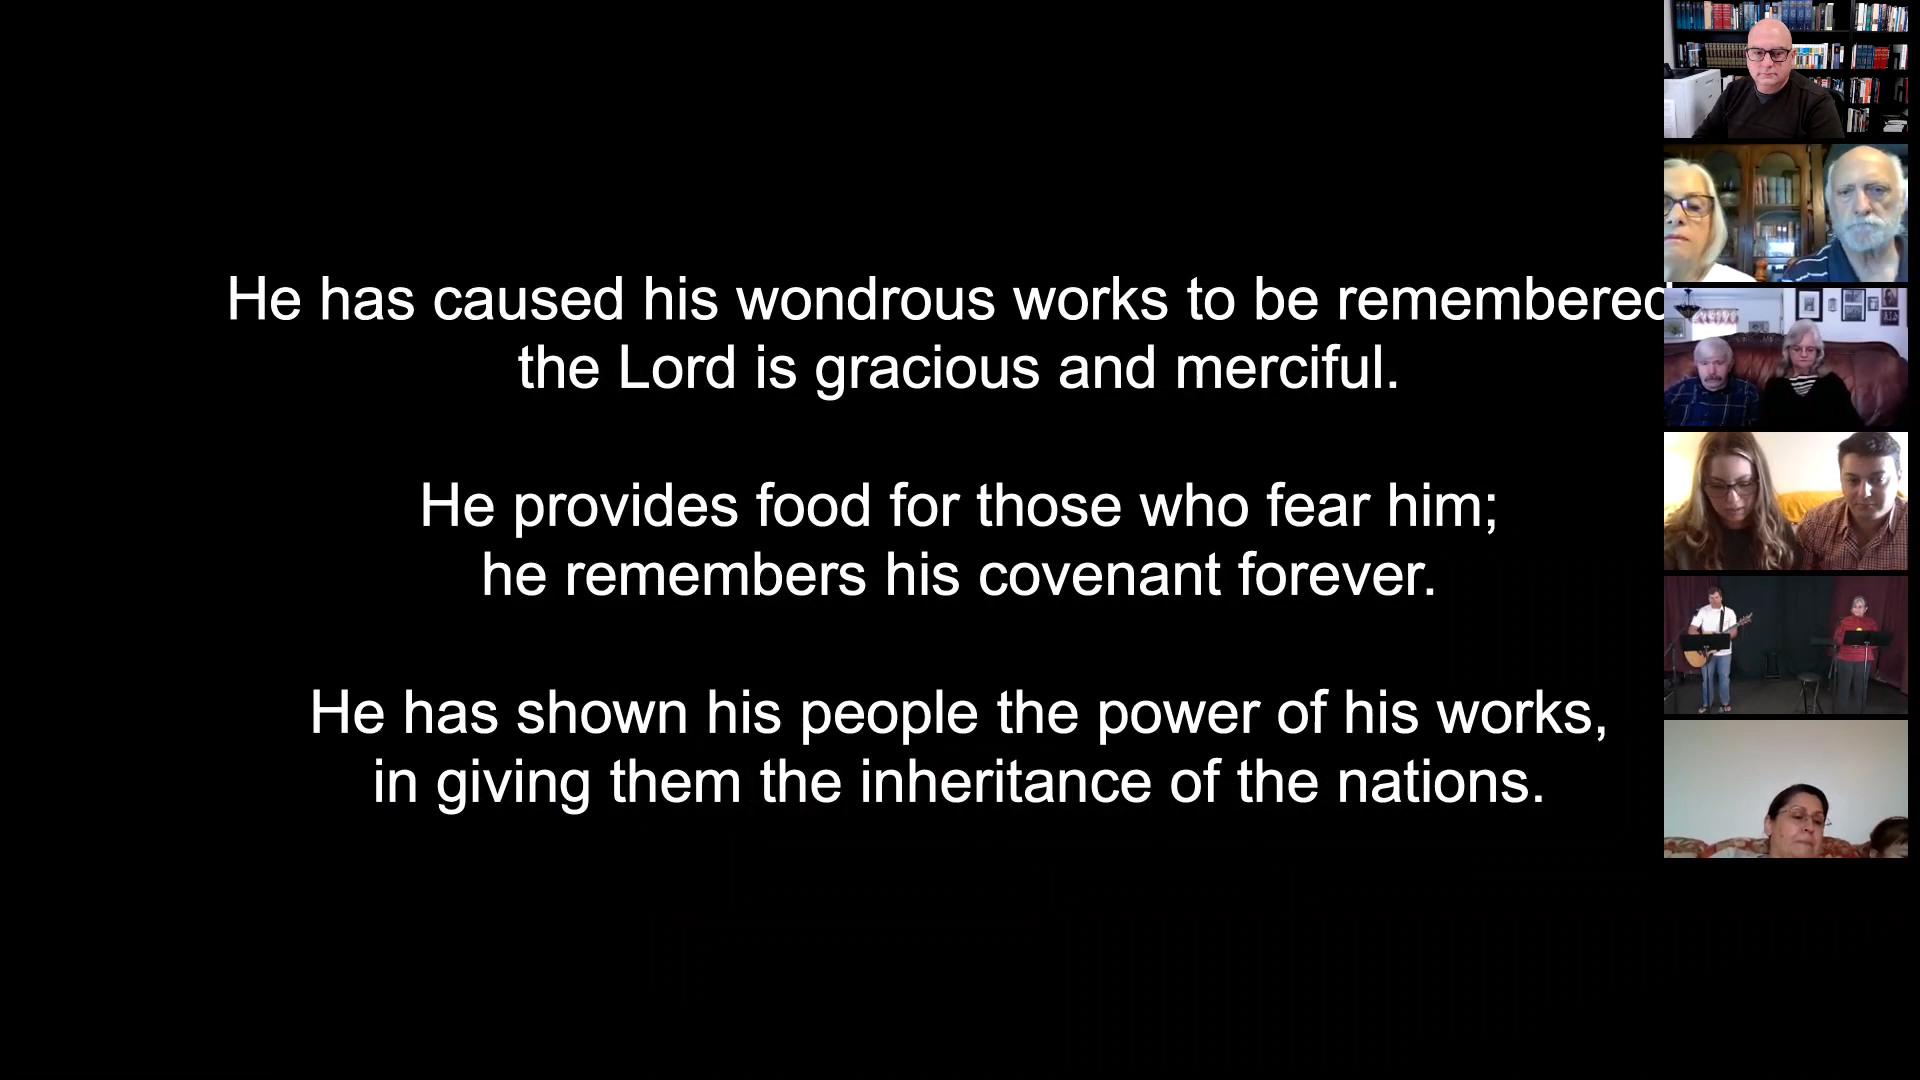 He has caused his wondrous works to be remembered
the Lord is gracious and merciful.
He provides food for those who fear him;
he remembers his covenant forever.
He has shown his people the power of his works,
in giving them the inheritance of the nations.